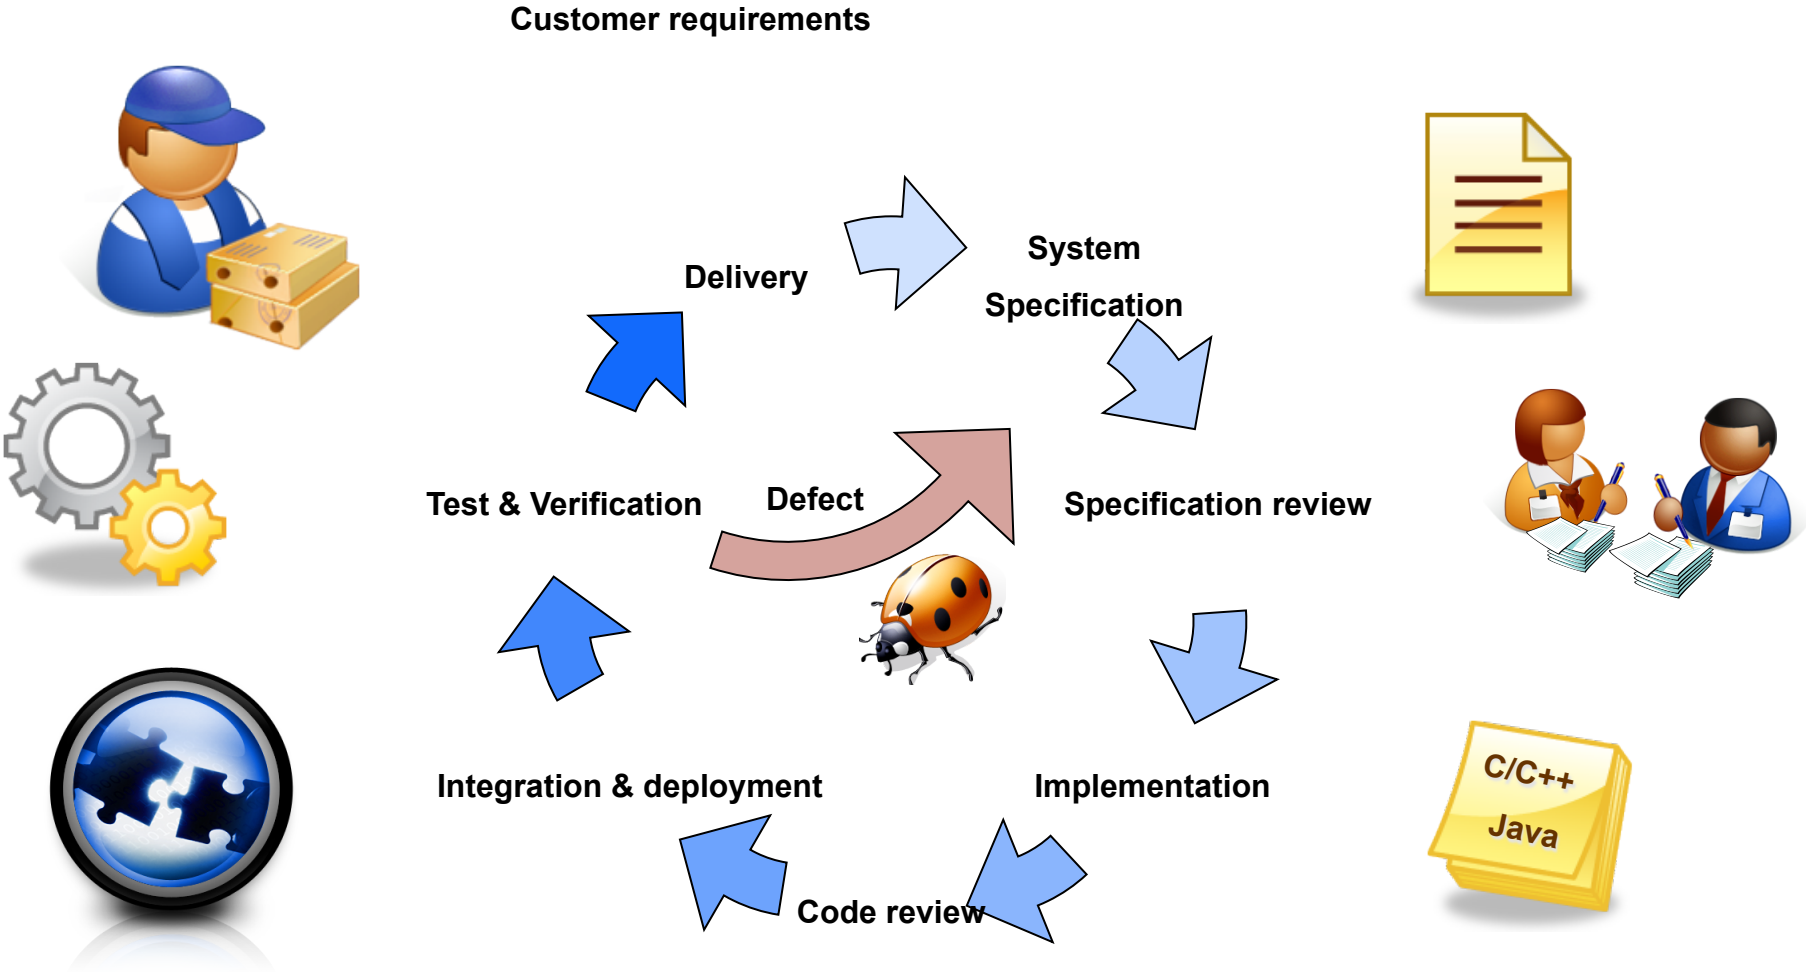 Customer requirements
Delivery
System
Specification
Test & Verification
Defect
Specification review
Integration & deployment
Implementation
C/C++
Java
Code review